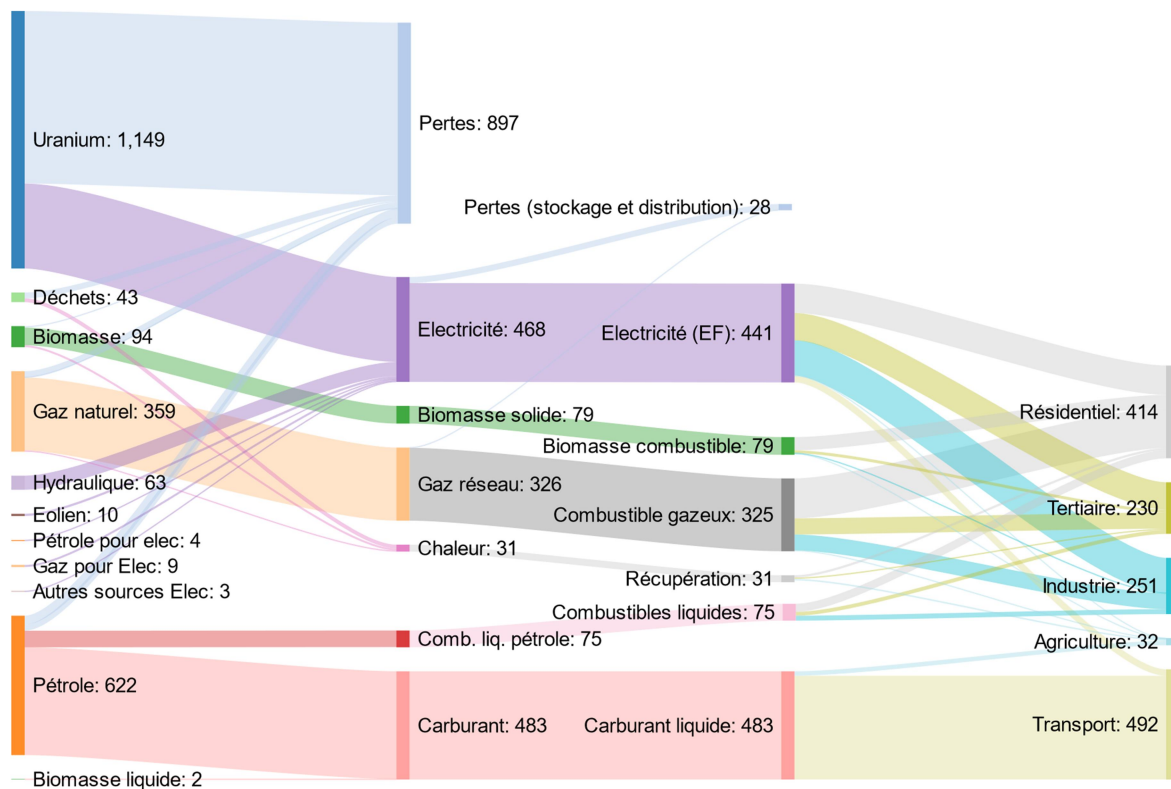 Uranium: 1,149
Déchets: 43
Biomasse: 94
Gaz naturel: 359
Hydraulique: 63
Eolien: 10
Pétrole pour elec: 4
Gaz pour Elec: 9
Autres sources Elec: 3
Pétrole: 622
Biomasse liquide: 2
Pertes: 897
Electricité: 468
Biomasse solide: 79
Gaz réseau: 326
Chaleur: 31
Comb. liq. pétrole: 75
Carburant: 483
Pertes (stockage et distribution): 28
Electricité (EF): 441
Biomasse combustible: 79
Combustible gazeux: 325
Récupération: 31
Combustibles liquides: 75
Carburant liquide: 483
Résidentiel: 414
Tertiaire: 230
Industrie: 251
Agriculture: 32
Transport: 492